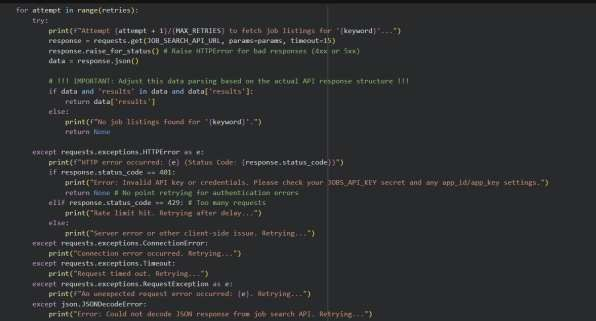 for attempt in range(retries):
try:
print(f"Attempt {attempt + 1}/{MAX_RETRIES} to fetch job listings for '{keyword}'...")
response = requests.get(JOB_SEARCH_API_URL, params=params, timeout=15)
response.raise_for_status() # Raise HTTPError for bad responses (4xx or 5xx)
data = response.json()
# !!! IMPORTANT: Adjust this data parsing based on the actual API response structure !!!
if data and 'results' in data and data['results']:
return data['results']
else:
print(f"No job listings found for '{keyword}'.")
return None
except requests.exceptions.HTTPError as e:
print(f"HTTP error occurred: {e} (Status Code: {response.status_code})")
if response.status_code == 401:
print("Error: Invalid API key or credentials. Please check your JOBS_API_KEY secret and any app_id/app_key settings.")
return None # No point retrying for authentication errors
elif response.status_code == 429: # Too many requests
print("Rate limit hit. Retrying after delay...")
else:
print("Server error or other client-side issue. Retrying...")
except requests.exceptions.ConnectionError:
print("Connection error occurred. Retrying...")
except requests.exceptions.Timeout:
print("Request timed out. Retrying...")
except requests.exceptions.RequestException as e:
print(f"An unexpected request error occurred: {e}. Retrying...")
except json.JSONDecodeError:
print("Error: Could not decode JSON response from job search API. Retrying...")